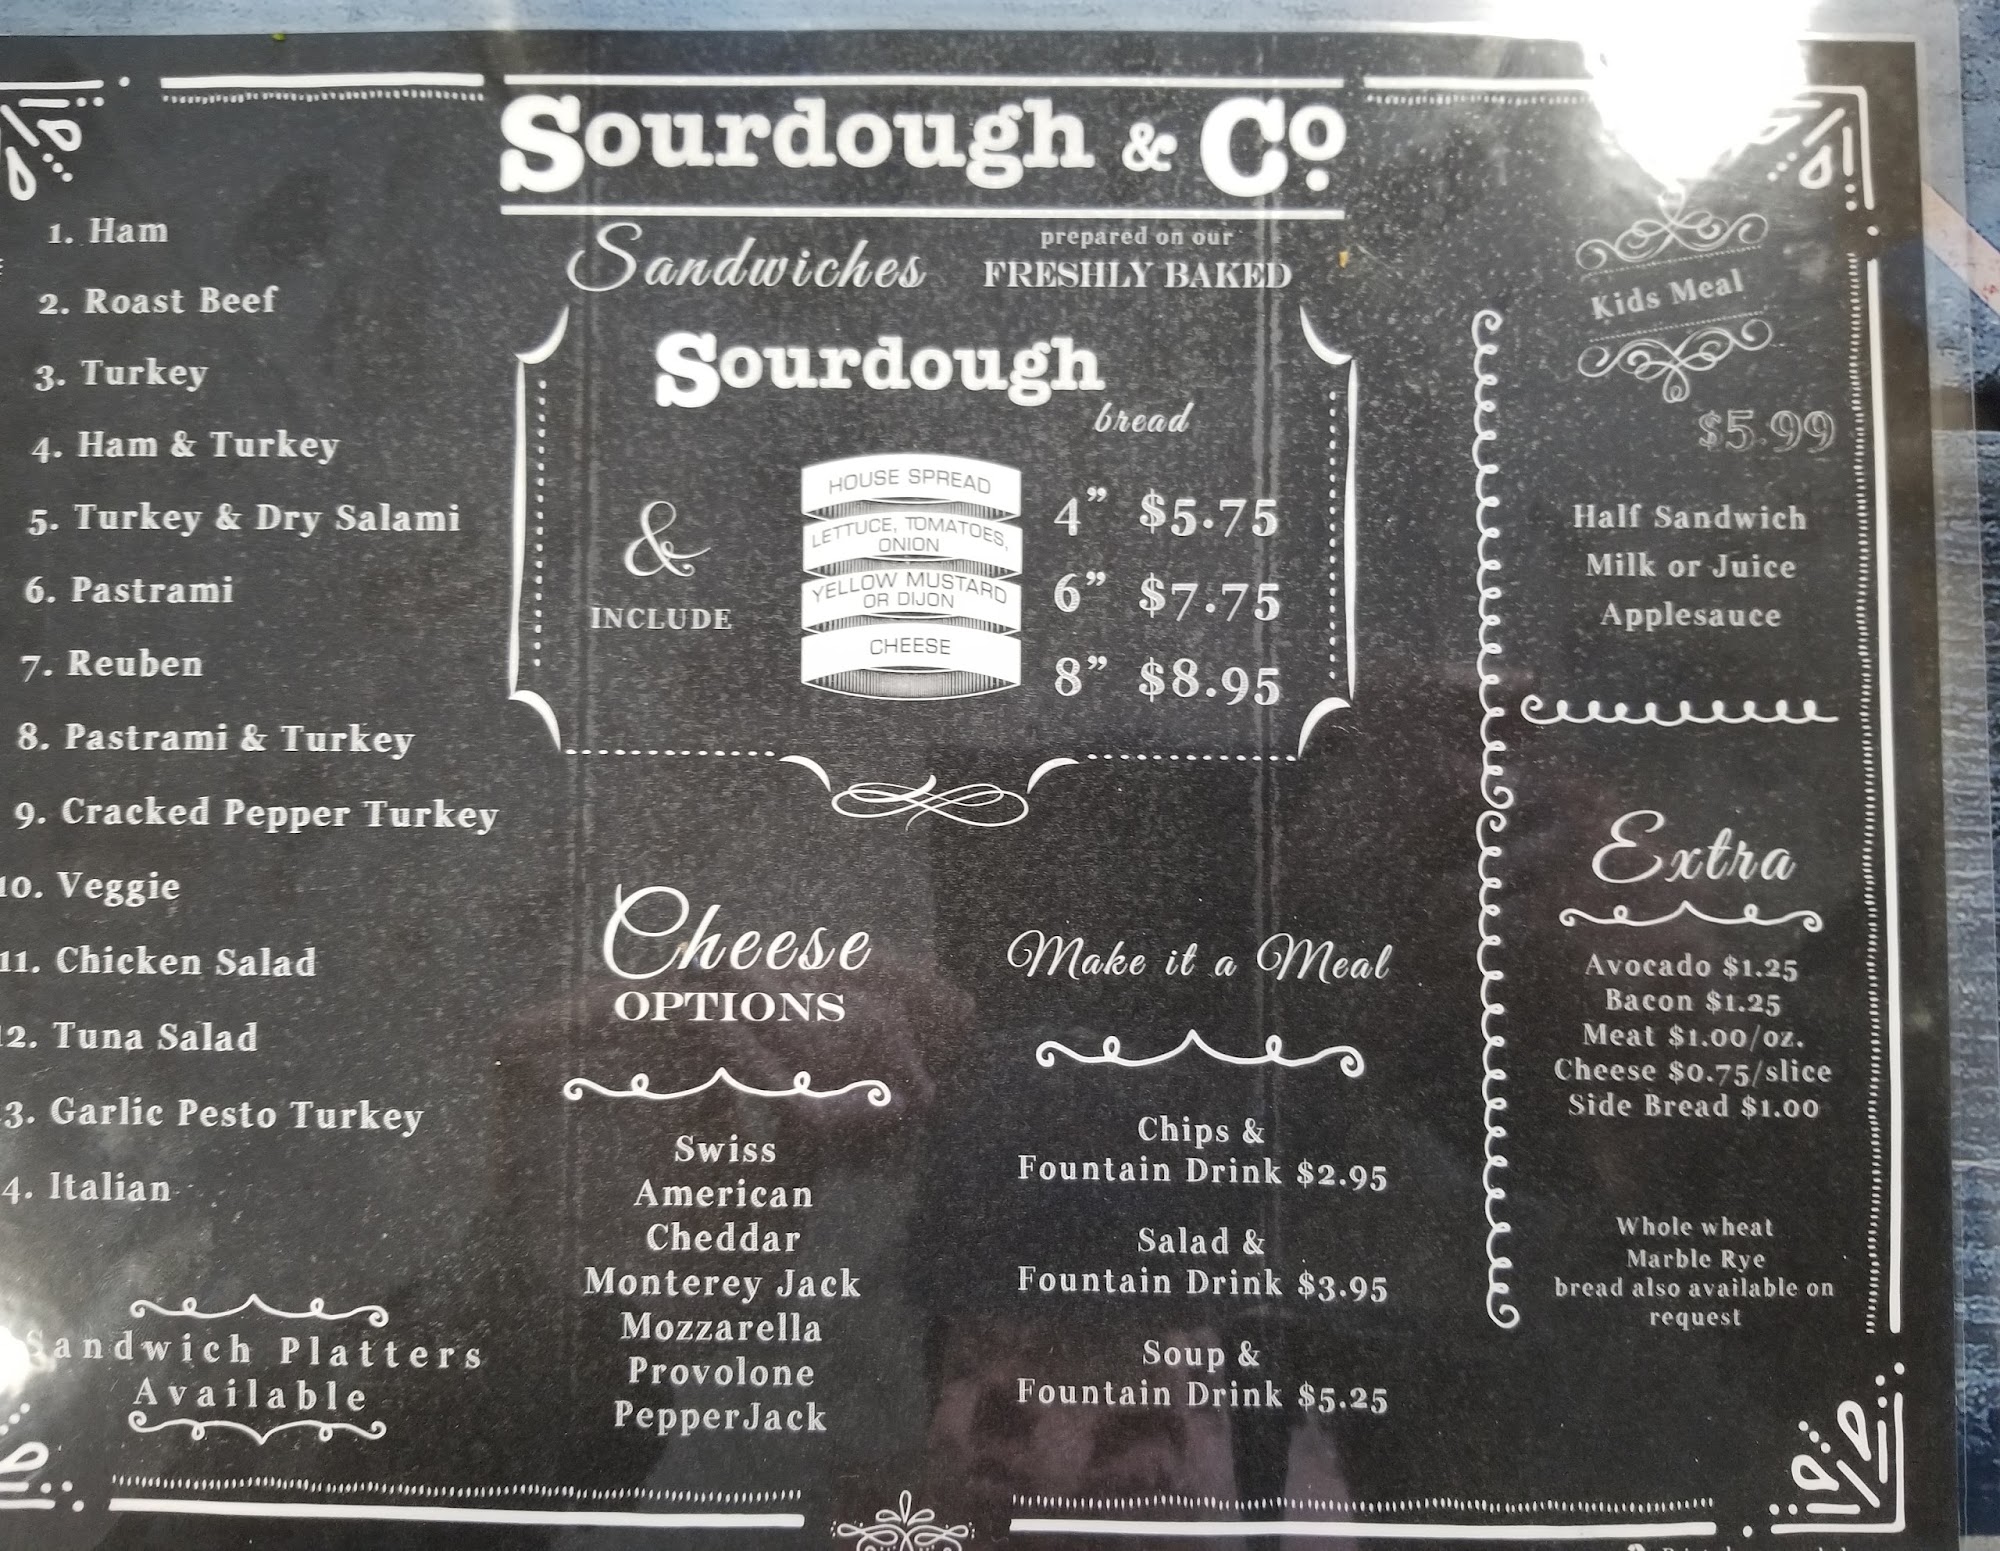 Sourdough & Co.
1. Ham
2. Roast Beef
3. Turkey
4. Ham & Turkey
5. Turkey & Dry Salami
6. Pastrami
7. Reuben
8. Pastrami & Turkey
9. Cracked Pepper Turkey
10. Veggie
11. Chicken Salad
12. Tuna Salad
3. Garlic Pesto Turkey
4. Italian
Sandwich Platters
Available
Sandwiches
prepared on our
FRESHLY BAKED
Sourdough
bread
&
INCLUDE
HOUSE SPREAD
LETTUCE, TOMATOES,
ONION
YELLOW MUSTARD
OR DIJON
CHEESE
4” $5.75
6” $7.75
8” $8.95
Cheese
OPTIONS
Swiss
American
Cheddar
Monterey Jack
Mozzarella
Provolone
PepperJack
Make it a Meal
Chips &
Fountain Drink $2.95
Salad &
Fountain Drink $3.95
Soup &
Fountain Drink $5.25
Kids Meal
$5.99
Half Sandwich
Milk or Juice
Applesauce
Extra
Avocado $1.25
Bacon $1.25
Meat $1.00/oz.
Cheese $0.75/slice
Side Bread $1.00
Whole wheat
Marble Rye
bread also available on
request